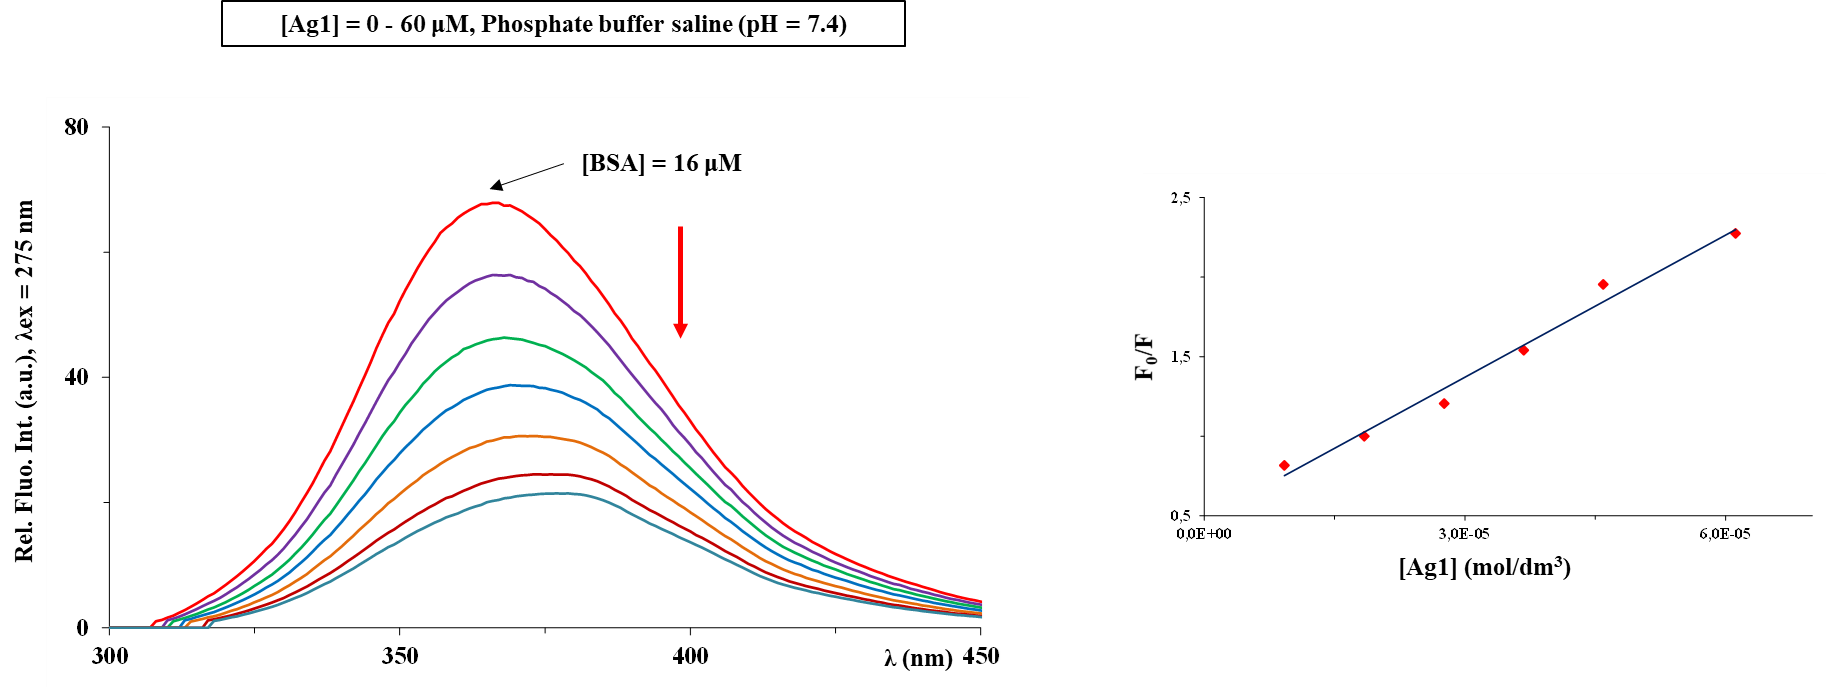 [Ag1] = 0 - 60 µM, Phosphate buffer saline (pH = 7.4)
Rel. Fluo. Int. (a.u.), λex = 275 nm
80
40
0
[BSA] = 16 µM
300
350
400
λ (nm)
450
F₀/F
2,5
1,5
0,5
0,0E+00
3,0E-05
6,0E-05
[Ag1] (mol/dm³)